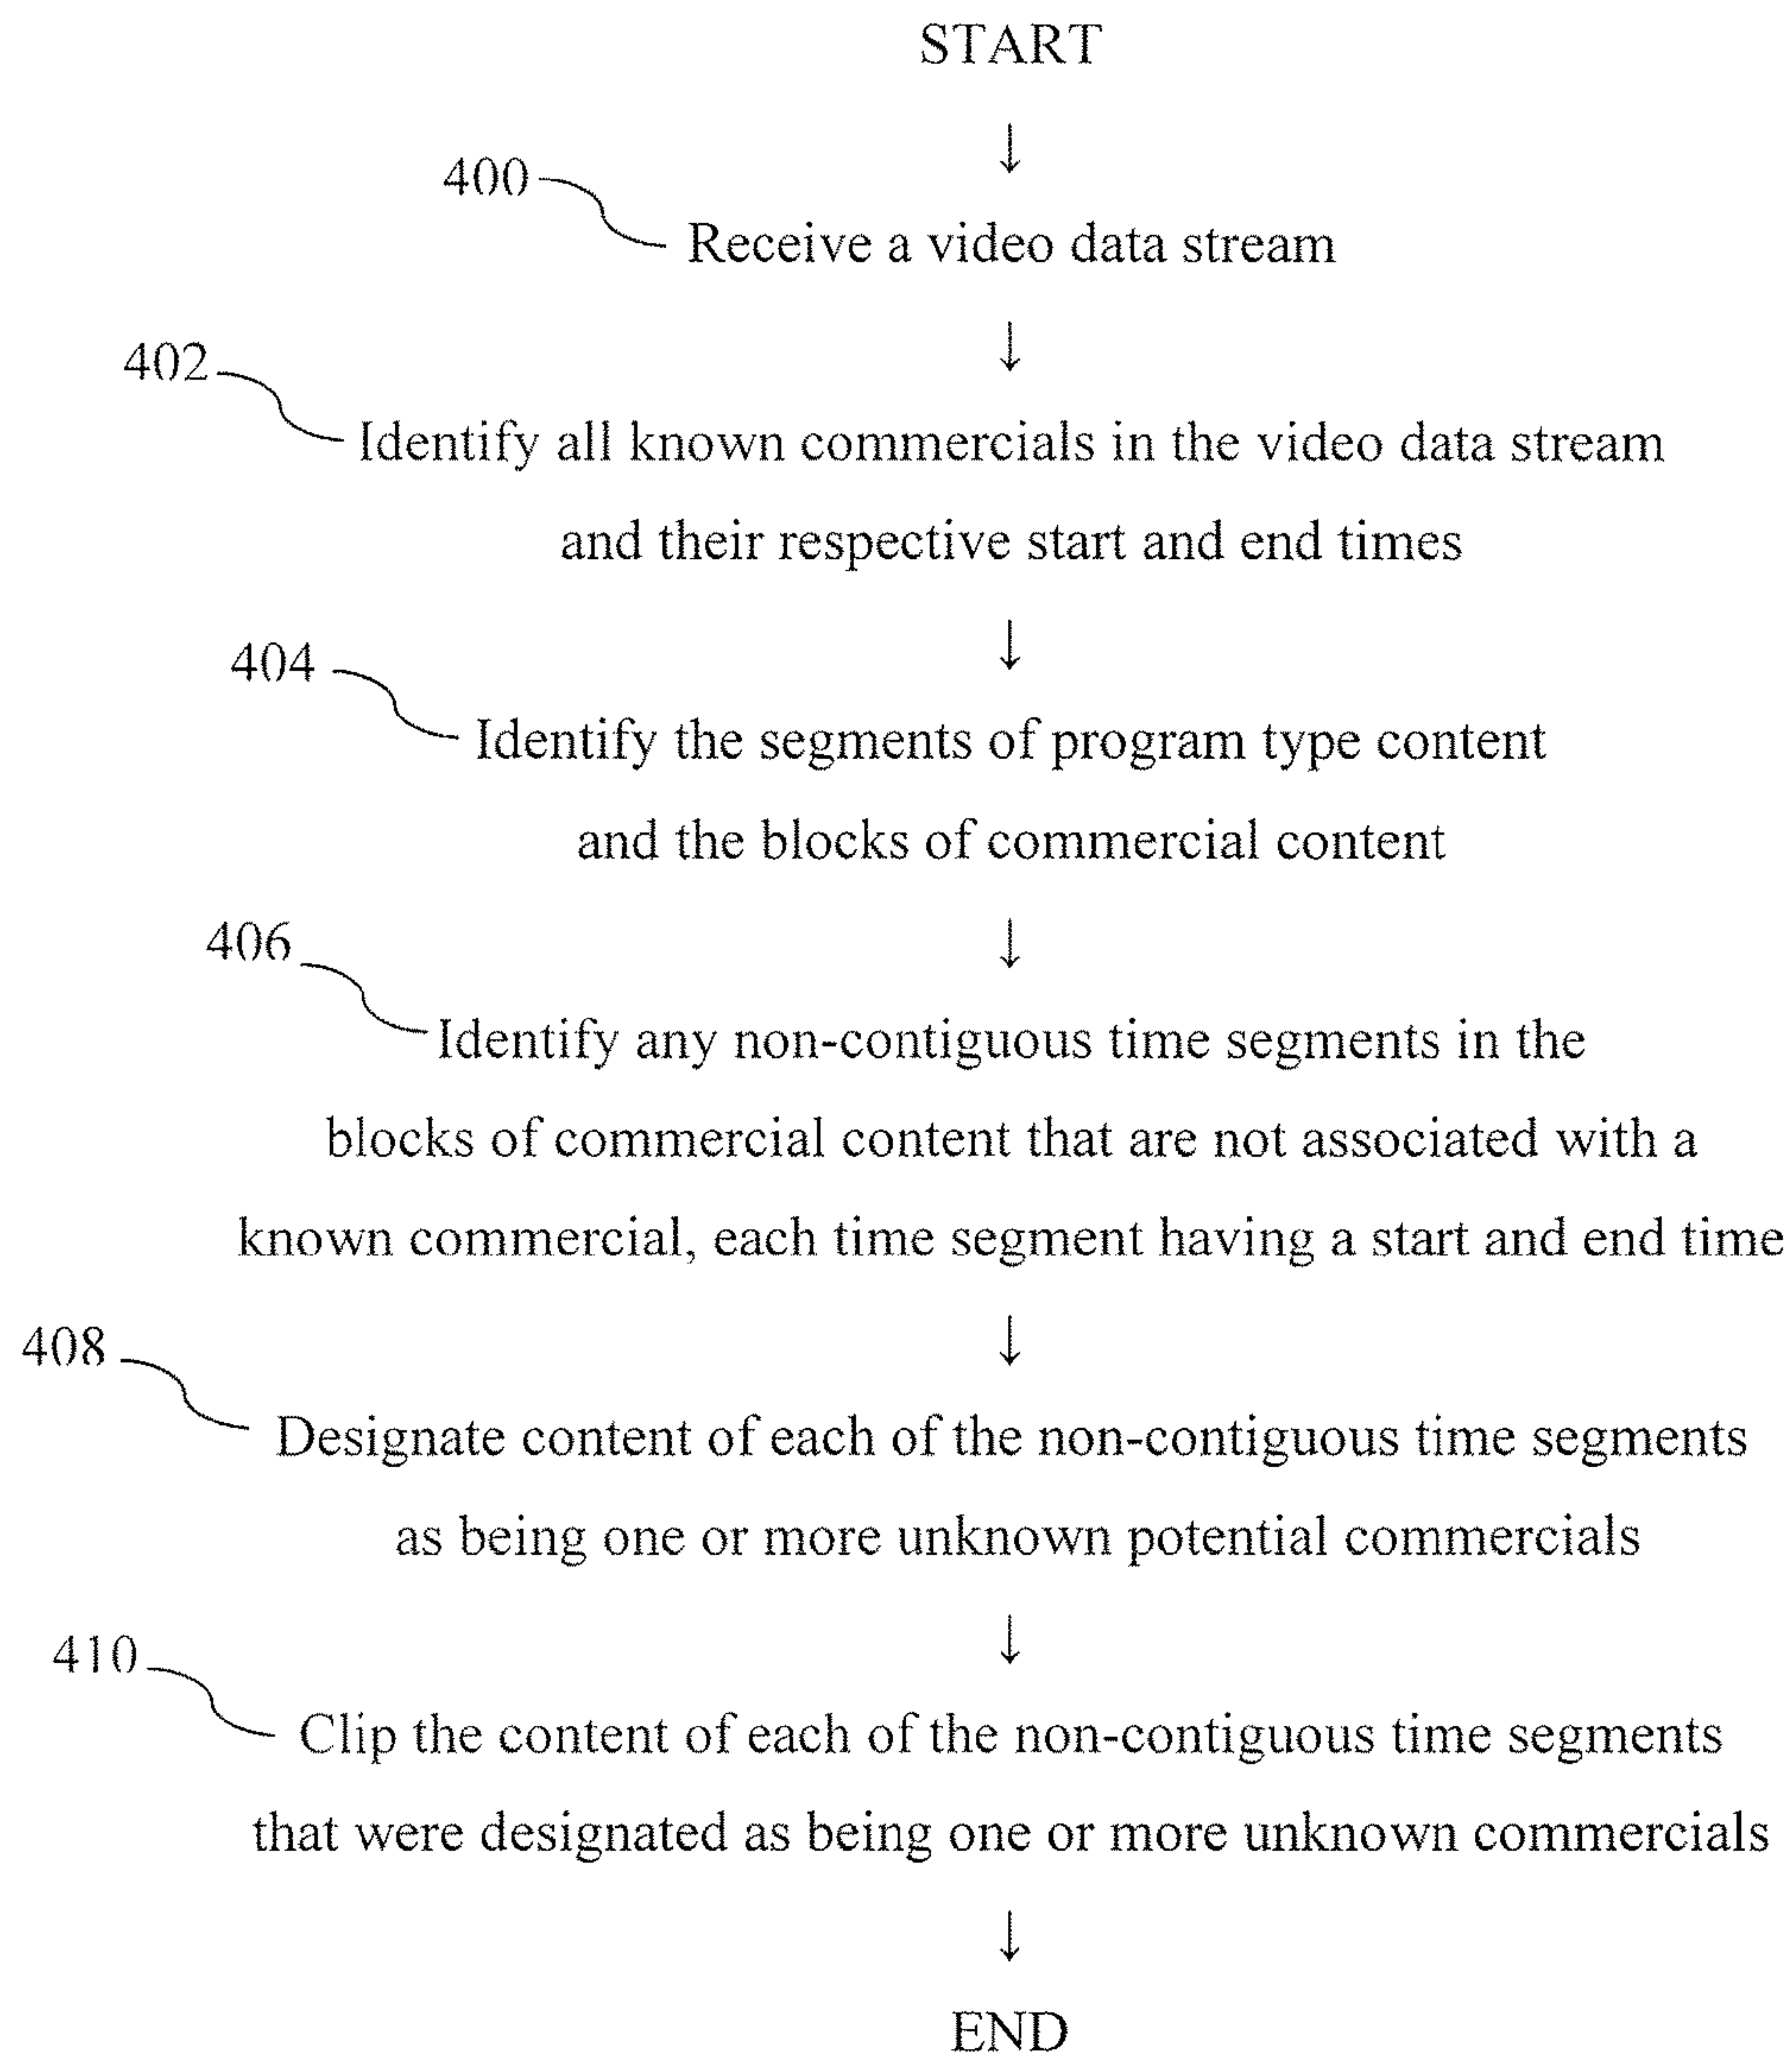 START
↓
400
Receive a video data stream
↓
402
Identify all known commercials in the video data stream
and their respective start and end times
↓
404
Identify the segments of program type content
and the blocks of commercial content
↓
406
Identify any non-contiguous time segments in the
blocks of commercial content that are not associated with a
known commercial, each time segment having a start and end time
↓
408
Designate content of each of the non-contiguous time segments
as being one or more unknown potential commercials
↓
410
Clip the content of each of the non-contiguous time segments
that were designated as being one or more unknown commercials
↓
END